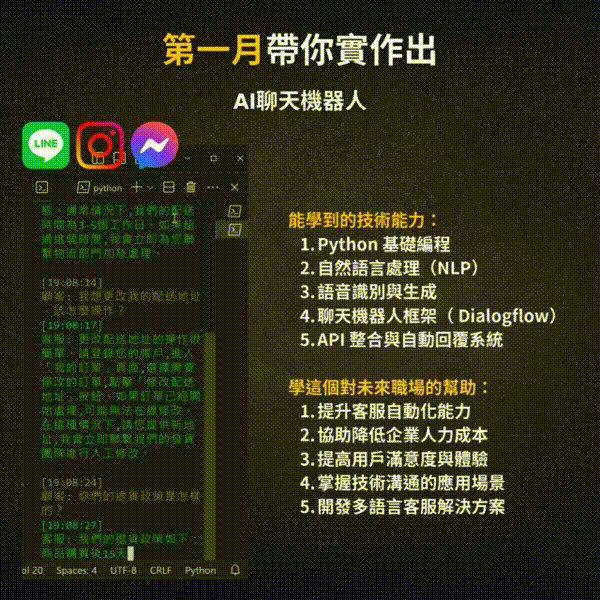 第一月帶你實作出
AI聊天機器人
LINE
python
態。通常情況下,我們的配送
時間為3-5個工作日。如果超
過這個時間,我會立即為您聯
繫物流部門加急處理。
[19:08:14]
顧客: 我想更改我的配送地址
，該怎麼操作？
[19:08:17]
客服: 更改配送地址的操作很
簡單。請登錄您的帳戶,進入
「我的訂單」頁面,選擇需要
修改的訂單,點擊「修改配送
地址」按鈕。如果訂單已經開
始處理,可能無法在線修改。
在這種情況下,請您提供新地
址,我會立即聯繫我們的發貨
團隊進行人工修改。
[19:08:24]
顧客: 你們的退貨政策是怎樣
的？
[19:08:27]
客服: 我們的退貨政策如下：
商品購買後15天
ol 20 Spaces: 4 UTF-8 CRLF Python
能學到的技術能力：
1.Python 基礎編程
2.自然語言處理（NLP）
3.語音識別與生成
4.聊天機器人框架（ Dialogflow）
5.API 整合與自動回覆系統
學這個對未來職場的幫助：
1.提升客服自動化能力
2.協助降低企業人力成本
3.提高用戶滿意度與體驗
4.掌握技術溝通的應用場景
5.開發多語言客服解決方案